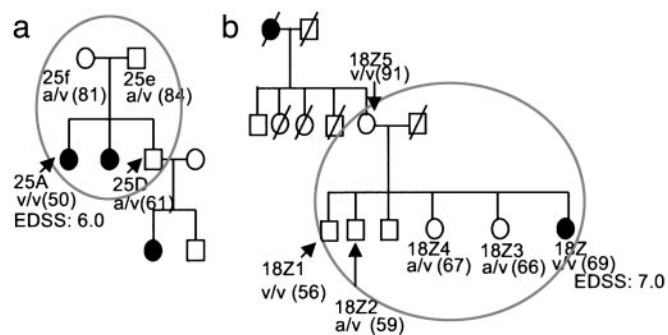 a
25f
a/v (81)
25e
a/v (84)
25A
v/v(50)
EDSS: 6.0
25D
a/v(61)
b
18Z5
v/v(91)
18Z1
v/v (56)
18Z2
a/v (59)
18Z4
a/v (67)
18Z3
a/v (66)
18Z
v/v (69)
EDSS: 7.0